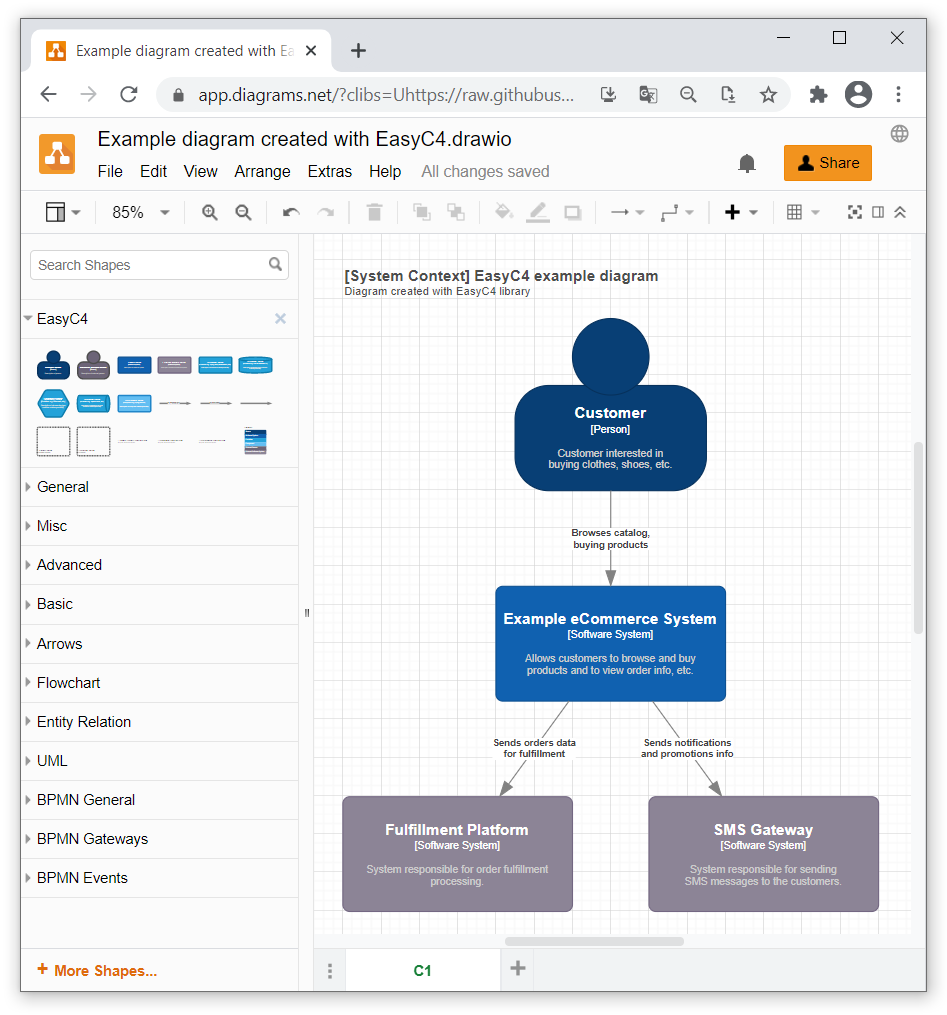 Example diagram created with Ea
app.diagrams.net/?clibs=Uhttps://raw.githubus...
Example diagram created with EasyC4.drawio
File Edit View Arrange Extras Help All changes saved
Share
85%
Search Shapes
EasyC4
General
Misc
Advanced
Basic
Arrows
Flowchart
Entity Relation
UML
BPMN General
BPMN Gateways
BPMN Events
+ More Shapes...
[System Context] EasyC4 example diagram
Diagram created with EasyC4 library
Customer
[Person]
Customer interested in
buying clothes, shoes, etc.
Browses catalog,
buying products
Example eCommerce System
[Software System]
Allows customers to browse and buy
products and to view order info, etc.
Sends orders data
for fulfillment
Sends notifications
and promotions info
Fulfillment Platform
[Software System]
System responsible for order fulfillment
processing.
SMS Gateway
[Software System]
System responsible for sending
SMS messages to the customers.
C1